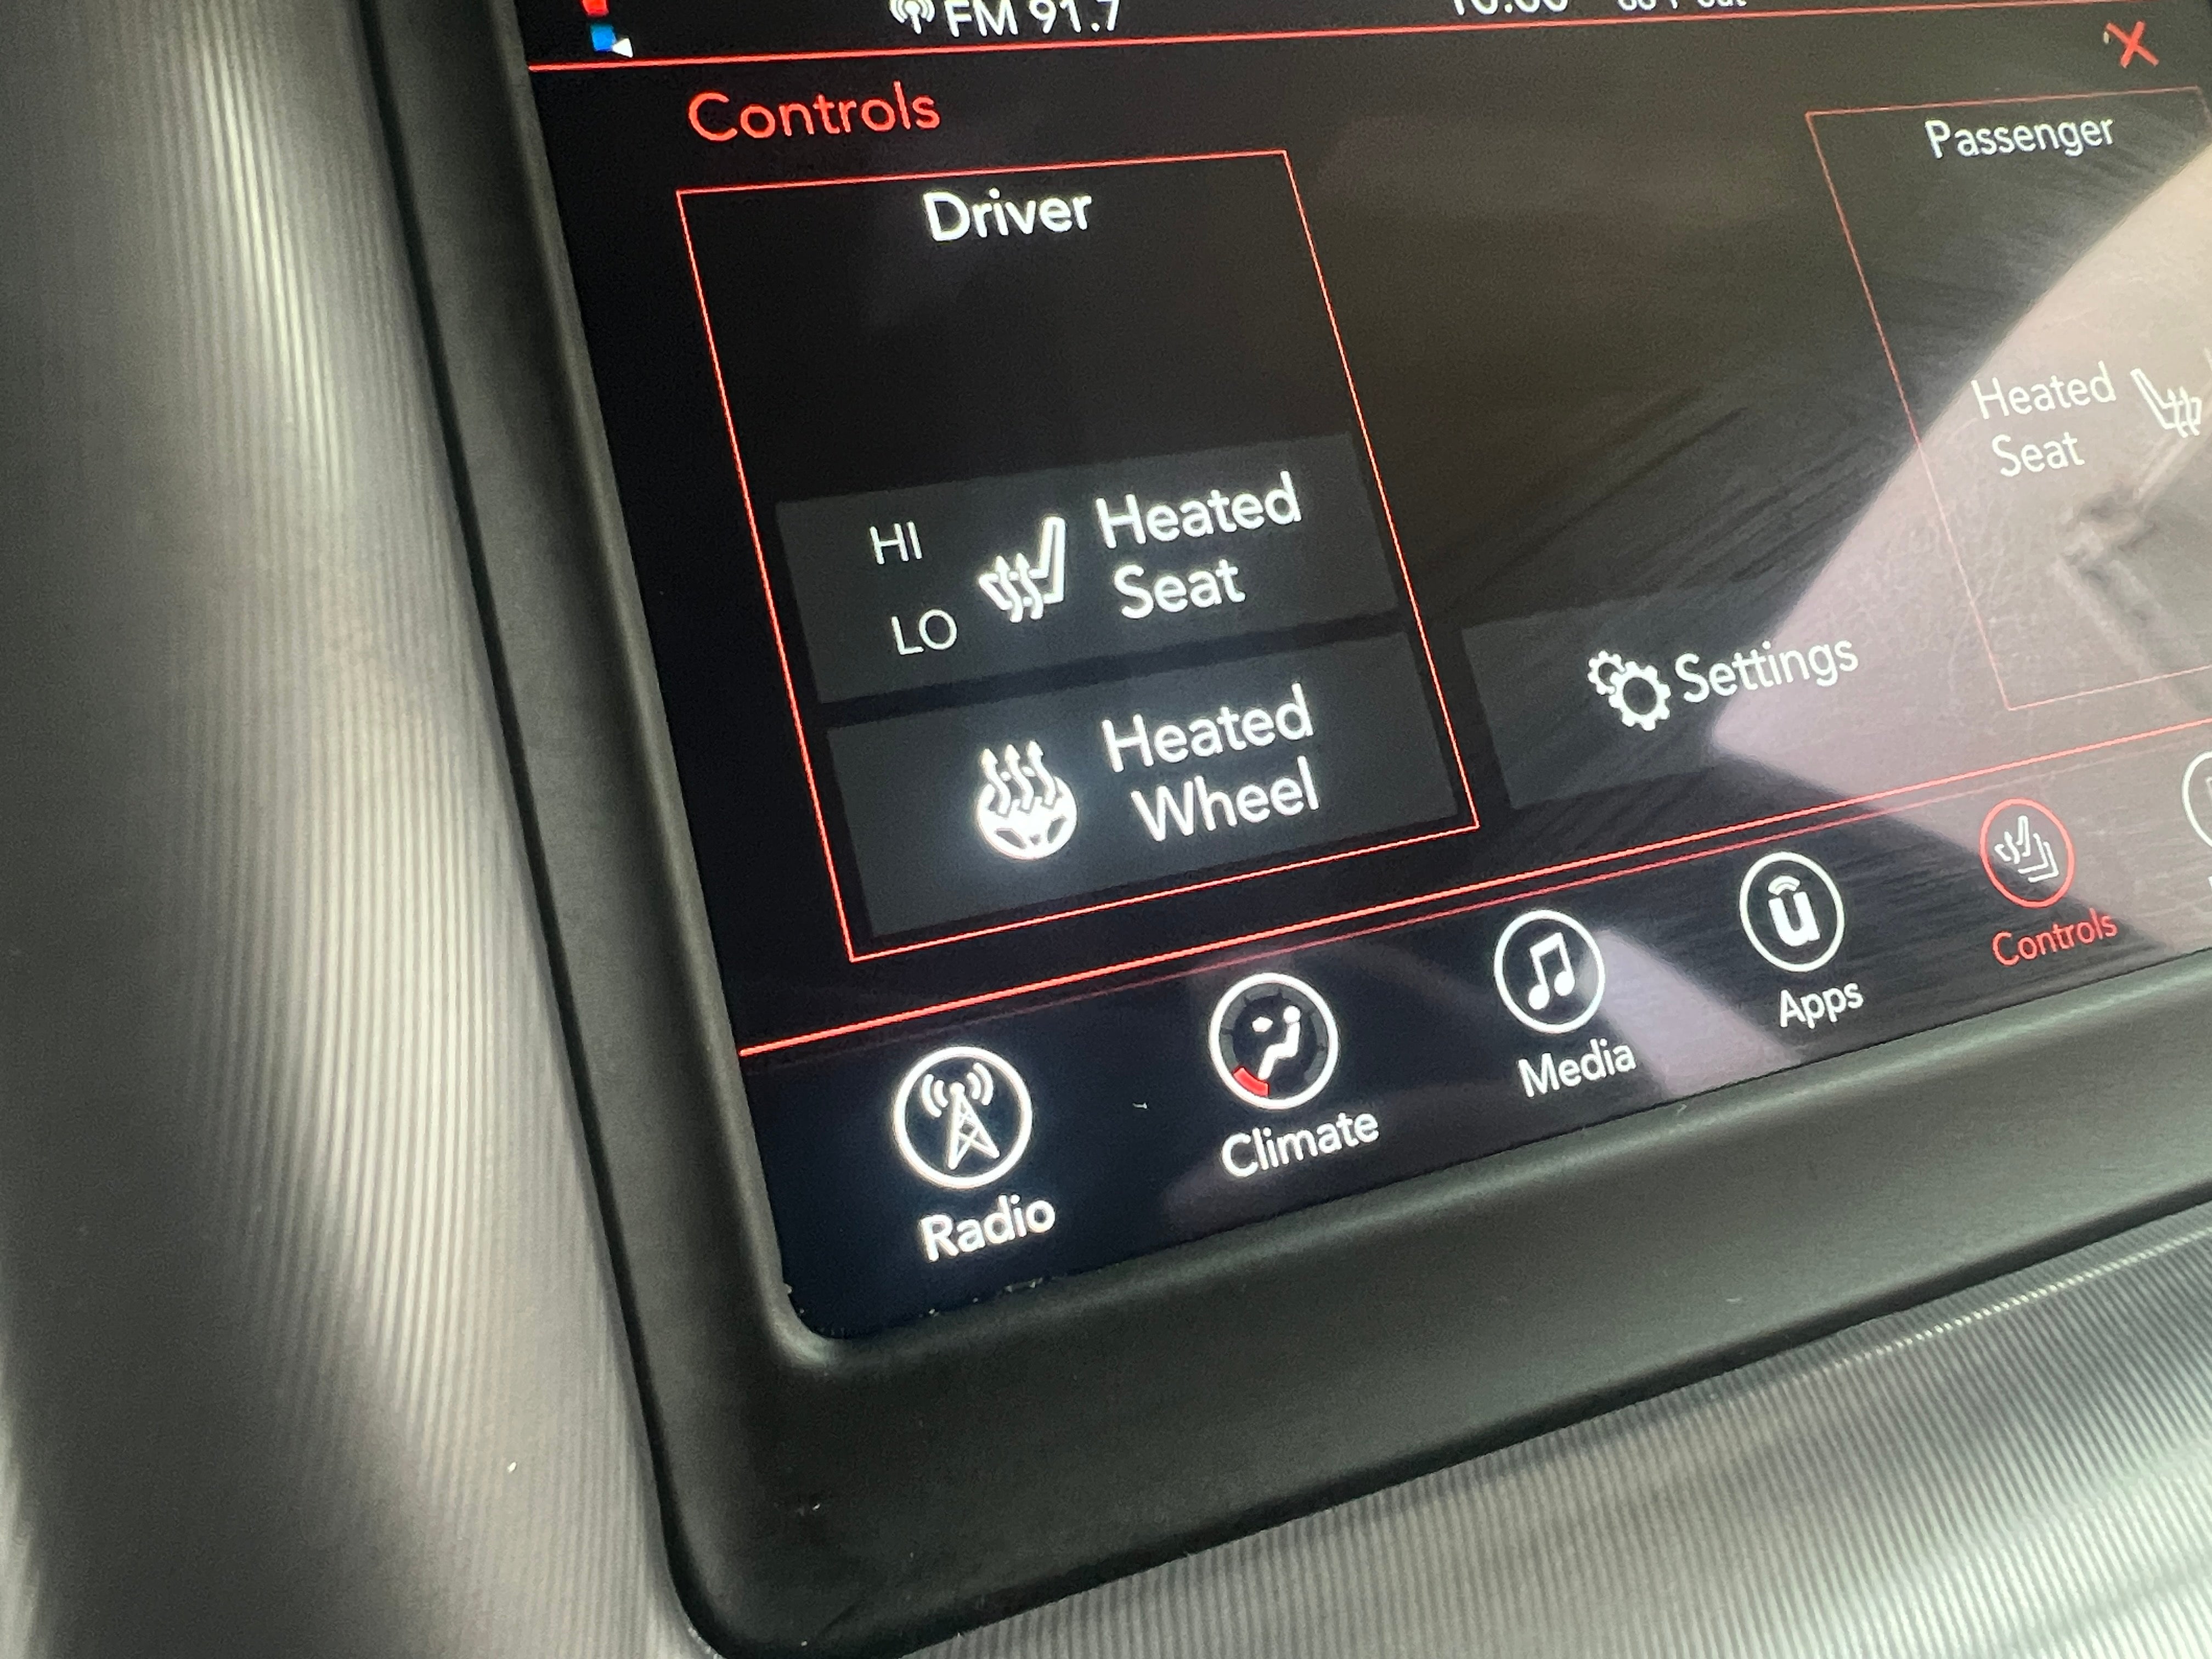 FM 91.7
Controls
Driver
Passenger
HI
LO
Heated
Seat
Heated
Seat
Heated
Wheel
Settings
Radio
Climate
Media
u
Apps
Controls